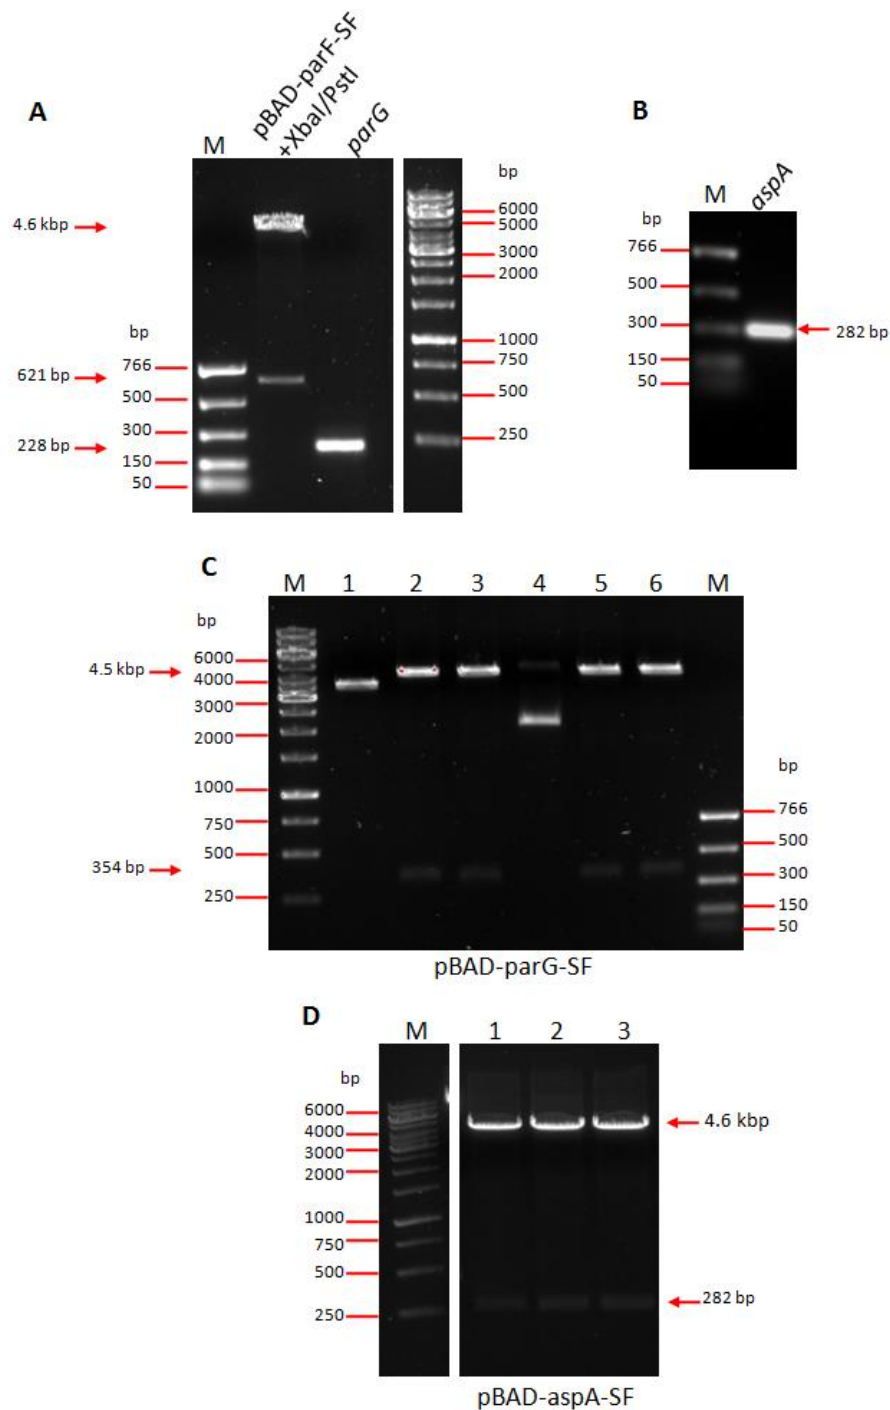 A
pBAD-parF-SF
+XbaI/PstI
parG
M
bp
4.6 kbp
6000
5000
3000
2000
bp
766
621 bp
500
300
228 bp
150
50
1000
750
500
250
B
M
aspA
bp
766
500
300
150
50
282 bp
C
M 1 2 3 4 5 6 M
bp
6000
4.5 kbp
4000
3000
2000
1000
750
500
354 bp
250
bp
766
500
300
150
50
pBAD-parG-SF
D
M 1 2 3
bp
6000
4000
3000
2000
1000
750
500
250
4.6 kbp
282 bp
pBAD-aspA-SF